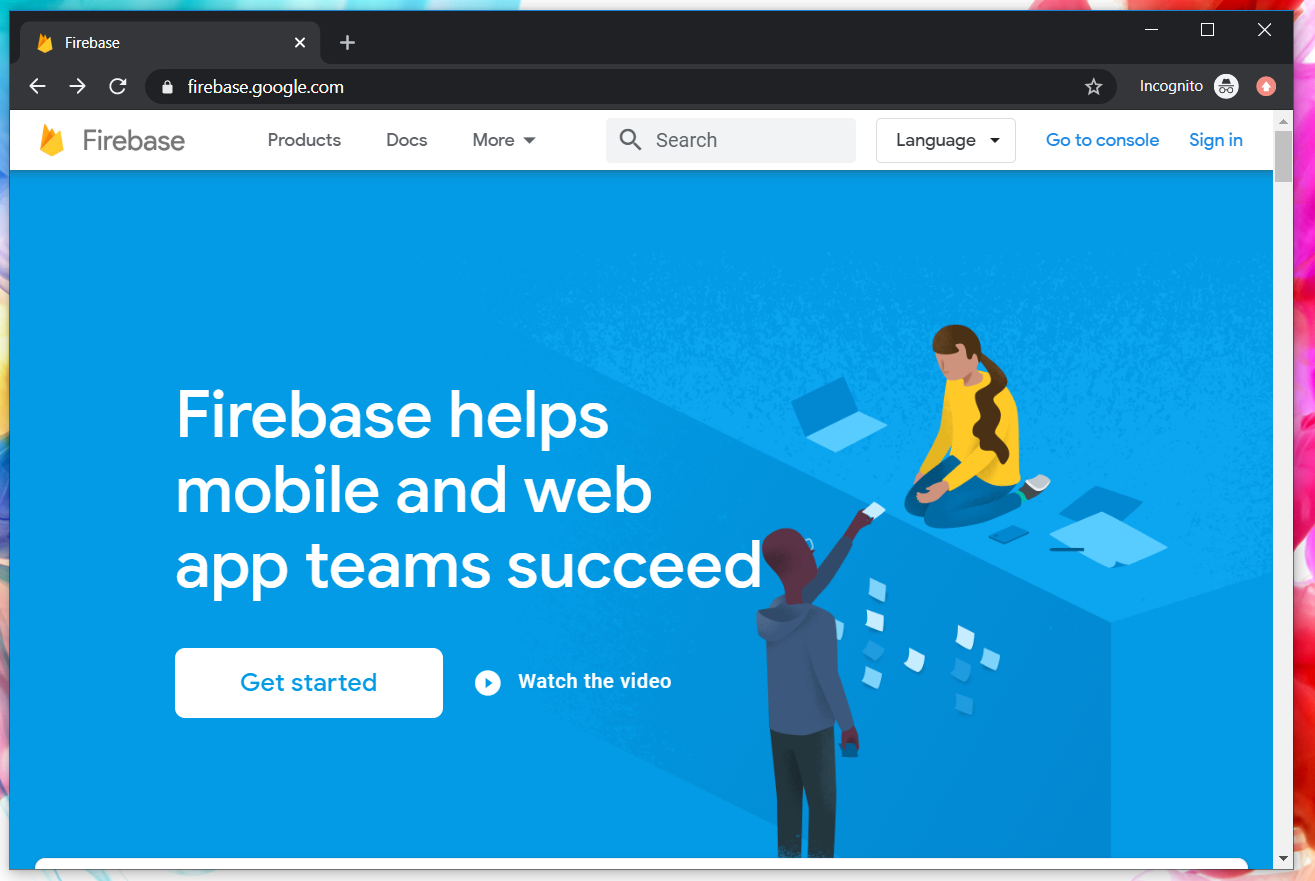 Firebase
firebase.google.com
Incognito
Firebase
Products
Docs
More
Search
Language
Go to console
Sign in
Firebase helps
mobile and web
app teams succeed
Get started
Watch the video